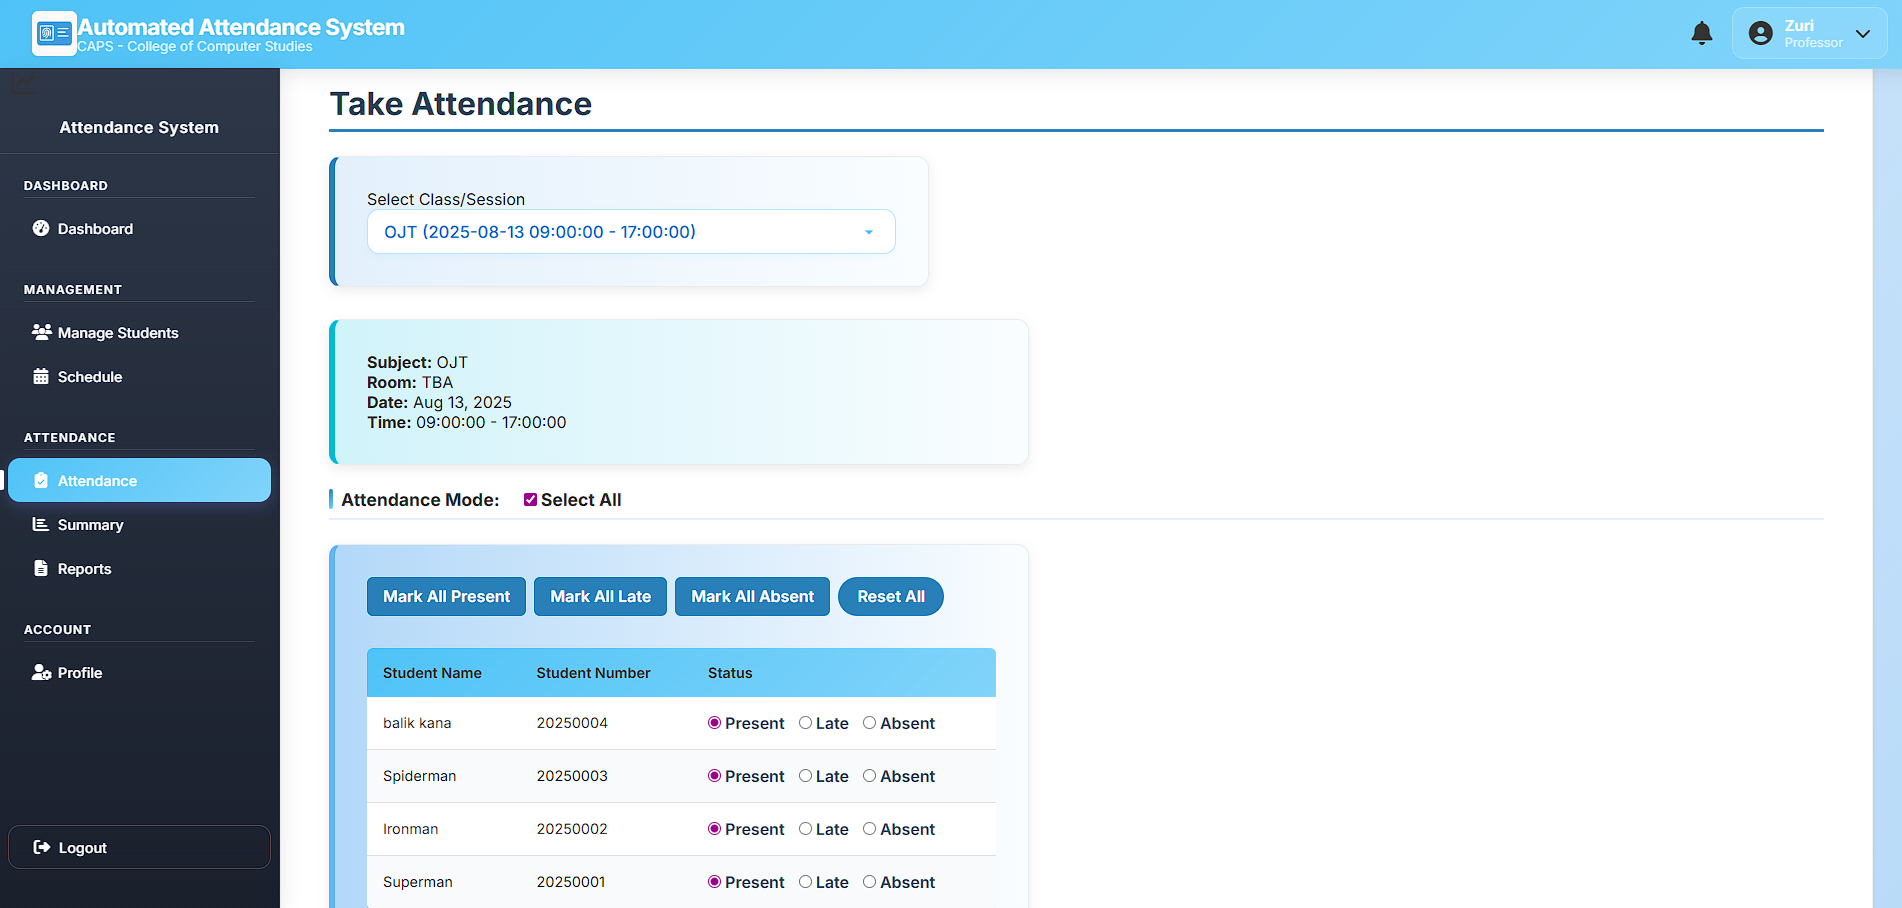 Automated Attendance System
CAPS - College of Computer Studies
Zuri
Professor
Attendance System
DASHBOARD
Dashboard
MANAGEMENT
Manage Students
Schedule
ATTENDANCE
Attendance
Summary
Reports
ACCOUNT
Profile
Logout
Take Attendance
Select Class/Session
OJT (2025-08-13 09:00:00 - 17:00:00)
Subject: OJT
Room: TBA
Date: Aug 13, 2025
Time: 09:00:00 - 17:00:00
Attendance Mode: Select All
Mark All Present Mark All Late Mark All Absent Reset All
Student Name Student Number Status
balik kana 20250004 Present Late Absent
Spiderman 20250003 Present Late Absent
Ironman 20250002 Present Late Absent
Superman 20250001 Present Late Absent